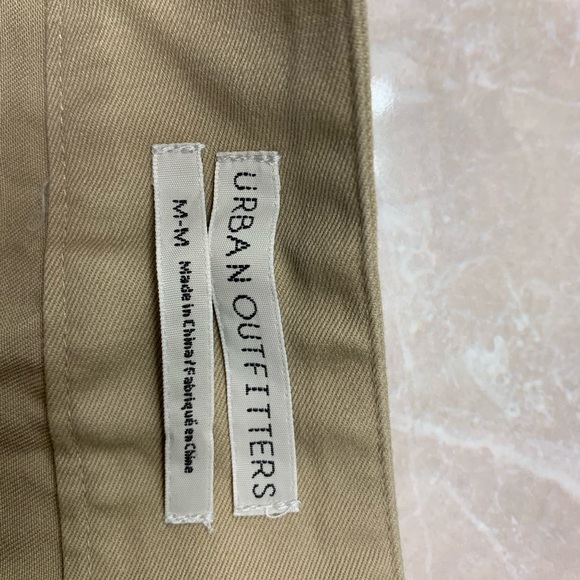 URBAN OUTFITTERS
M-M Made in China / Fabriqué en Chine